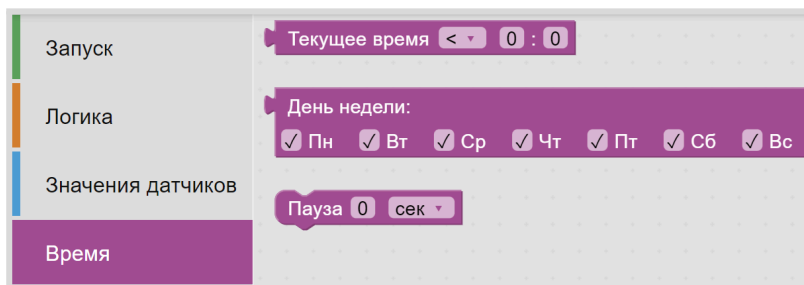 Запуск
Логика
Значения датчиков
Время
Текущее время < 0 : 0
День недели:
Пн Вт Ср Чт Пт Сб Вс
Пауза 0 сек